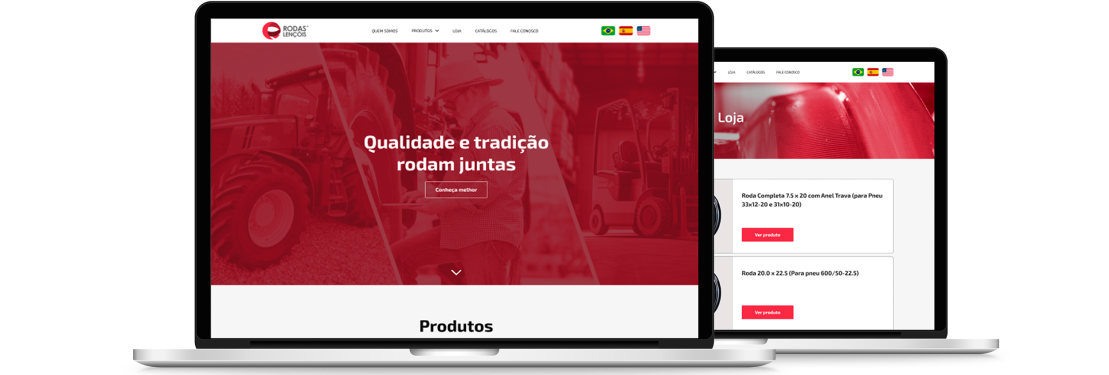 RODAS
LENÇOIS
QUEM SOMOS PRODUTOS LOJA CATÁLOGOS FALE CONOSCO
Qualidade e tradição
rodam juntas
Conheça melhor
Produtos
LOJA CATÁLOGOS FALE CONOSCO
Loja
Roda Completa 7.5 x 20 com Anel Trava (para Pneu
33x12-20 e 31x10-20)
Ver produto
Roda 20.0 x 22.5 (Para pneu 600/50-22.5)
Ver produto